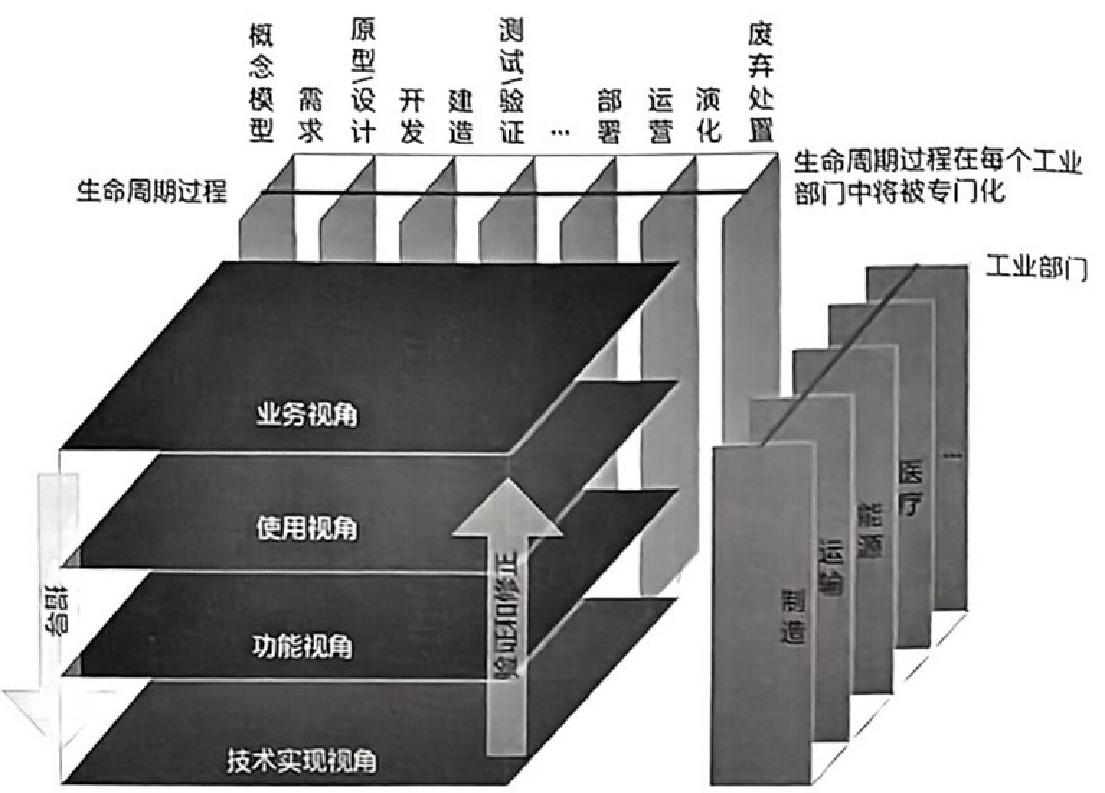 概念模型
需求
原型/设计
开发
建造
测试/验证
...
部署
运营
演化
废弃处置
生命周期过程
生命周期过程在每个工业
部门中将被专门化
工业部门
业务视角
使用视角
功能视角
技术实现视角
指导
验证和修正
制造
运输
能源
医疗
...